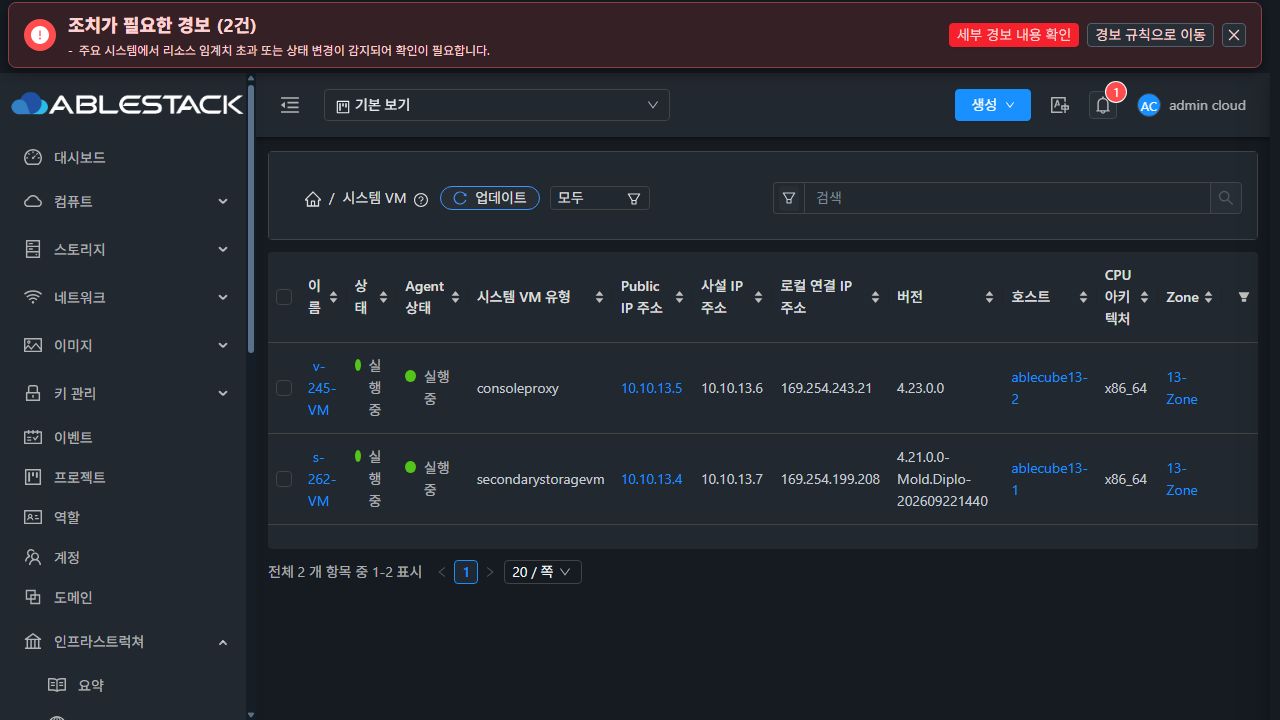 조치가 필요한 경보 (2건)
- 주요 시스템에서 리소스 임계치 초과 또는 상태 변경이 감지되어 확인이 필요합니다.
세부 경보 내용 확인
경보 규칙으로 이동
ABLESTACK
기본 보기
생성
1
AC
admin cloud
대시보드
컴퓨트
스토리지
네트워크
이미지
키 관리
이벤트
프로젝트
역할
계정
도메인
인프라스트럭쳐
요약
/ 시스템 VM
업데이트
모두
검색
이
름
상
태
Agent
상태
시스템 VM 유형
Public
IP 주소
사설 IP
주소
로컬 연결 IP
주소
버전
호스트
CPU
아키
텍처
Zone
v-
245-
VM
실
행
중
실행
중
consoleproxy
10.10.13.5
10.10.13.6
169.254.243.21
4.23.0.0
ablecube13-
2
x86_64
13-
Zone
s-
262-
VM
실
행
중
실행
중
secondarystoragevm
10.10.13.4
10.10.13.7
169.254.199.208
4.21.0.0-
Mold.Diplo-
202609221440
ablecube13-
1
x86_64
13-
Zone
전체 2 개 항목 중 1-2 표시
1
20 / 쪽